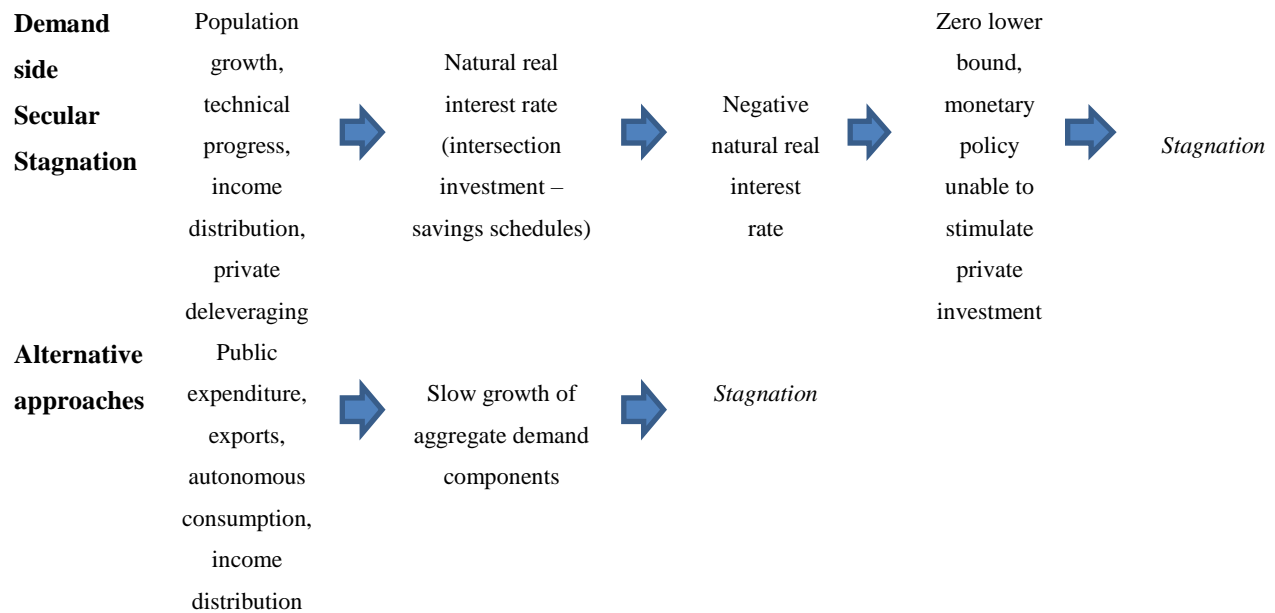 Demand
side
Secular
Stagnation
Population
growth,
technical
progress,
income
distribution,
private
deleveraging
Natural real
interest rate
(intersection
investment –
savings schedules)
Negative
natural real
interest
rate
Zero lower
bound,
monetary
policy
unable to
stimulate
private
investment
Stagnation
Alternative
approaches
Public
expenditure,
exports,
autonomous
consumption,
income
distribution
Slow growth of
aggregate demand
components
Stagnation